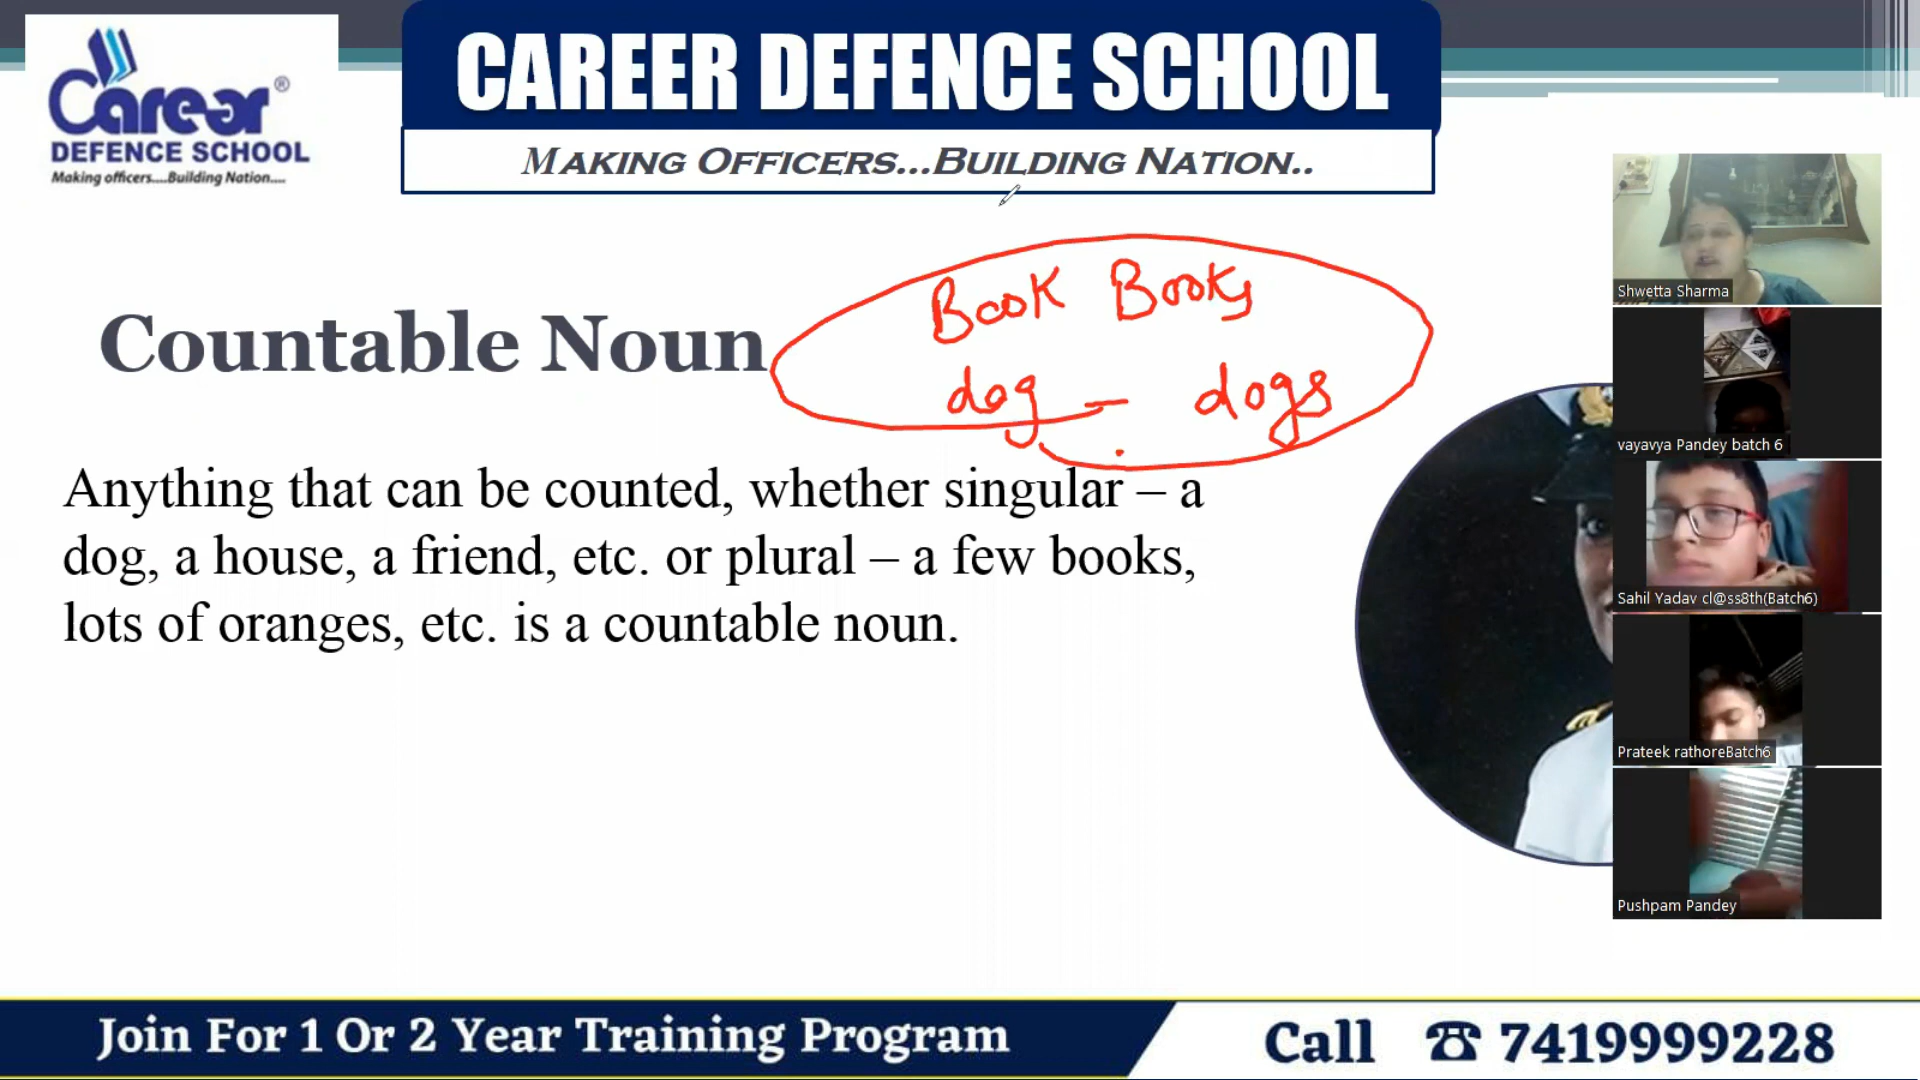 Career®
DEFENCE SCHOOL
Making officers....Building Nation....
CAREER DEFENCE SCHOOL
MAKING OFFICERS...BUILDING NATION..
Book Books
dog - dogs
Countable Noun
Anything that can be counted, whether singular – a
dog, a house, a friend, etc. or plural – a few books,
lots of oranges, etc. is a countable noun.
Shwetta Sharma
vayavya Pandey batch 6
Sahil Yadav cl@ss8th(Batch6)
Prateek rathoreBatch6
Pushpam Pandey
Join For 1 Or 2 Year Training Program
Call ☎ 7419999228